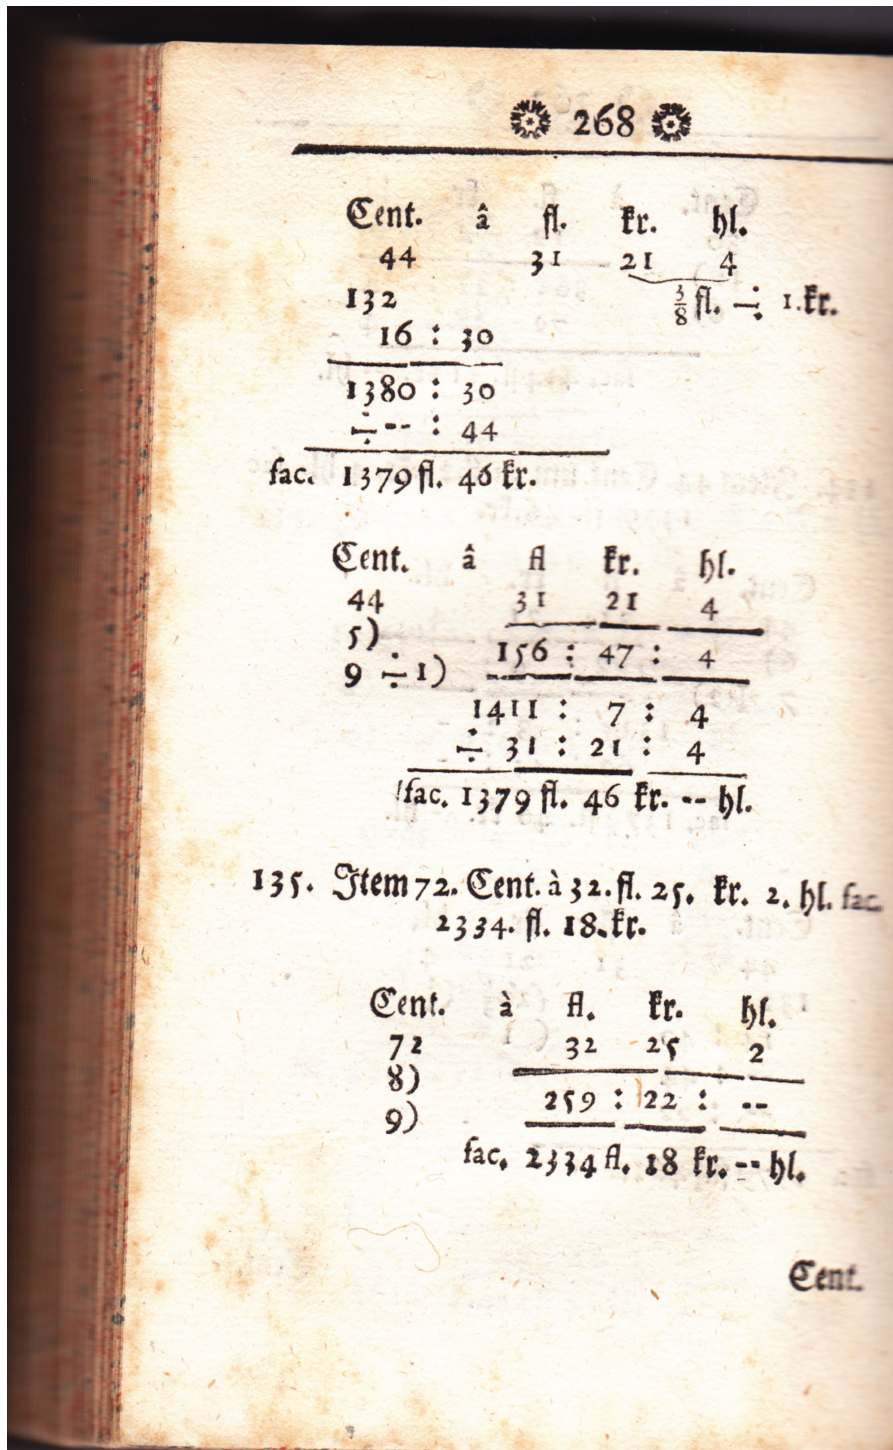 268
Cent. â fl. kr. hl.
44 31 21 4
132 3/8 fl. ÷ 1.kr.
16 : 30
1380 : 30
÷ -- : 44
fac. 1379 fl. 46 kr.
Cent. â fl kr. hl.
44 31 21 4
5) 156 : 47 : 4
9 ÷ 1)
1411 : 7 : 4
÷ 31 : 21 : 4
fac. 1379 fl. 46 kr. -- hl.
135. Item 72. Cent. à 32. fl. 25. kr. 2. hl. fac.
2334. fl. 18. kr.
Cent. à fl. kr. hl.
72 32 25 2
8) 259 : 22 : --
9)
fac. 2334 fl. 18 kr. -- hl.
Cent.